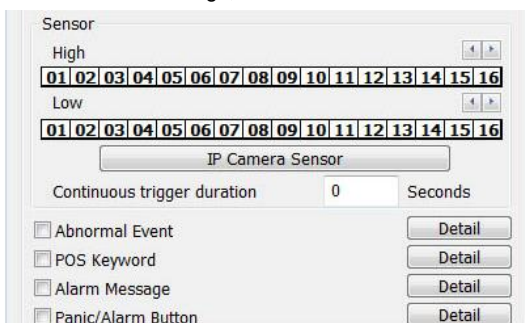 Sensor
High
01 02 03 04 05 06 07 08 09 10 11 12 13 14 15 16
Low
01 02 03 04 05 06 07 08 09 10 11 12 13 14 15 16
IP Camera Sensor
Continuous trigger duration 0 Seconds
Abnormal Event Detail
POS Keyword Detail
Alarm Message Detail
Panic/Alarm Button Detail